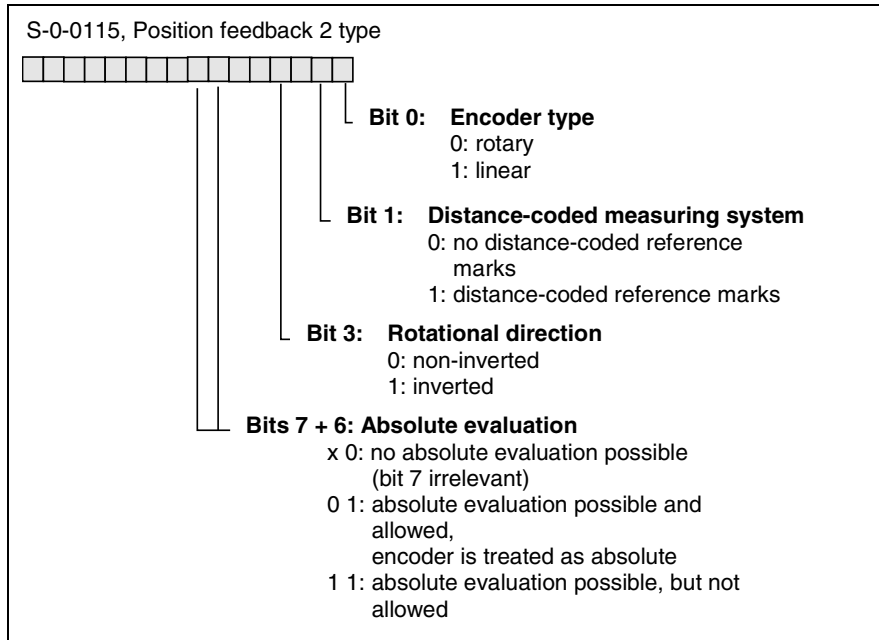 S-0-0115, Position feedback 2 type
Bit 0: Encoder type
0: rotary
1: linear
Bit 1: Distance-coded measuring system
0: no distance-coded reference
marks
1: distance-coded reference marks
Bit 3: Rotational direction
0: non-inverted
1: inverted
Bits 7 + 6: Absolute evaluation
x 0: no absolute evaluation possible
(bit 7 irrelevant)
0 1: absolute evaluation possible and
allowed,
encoder is treated as absolute
1 1: absolute evaluation possible, but not
allowed